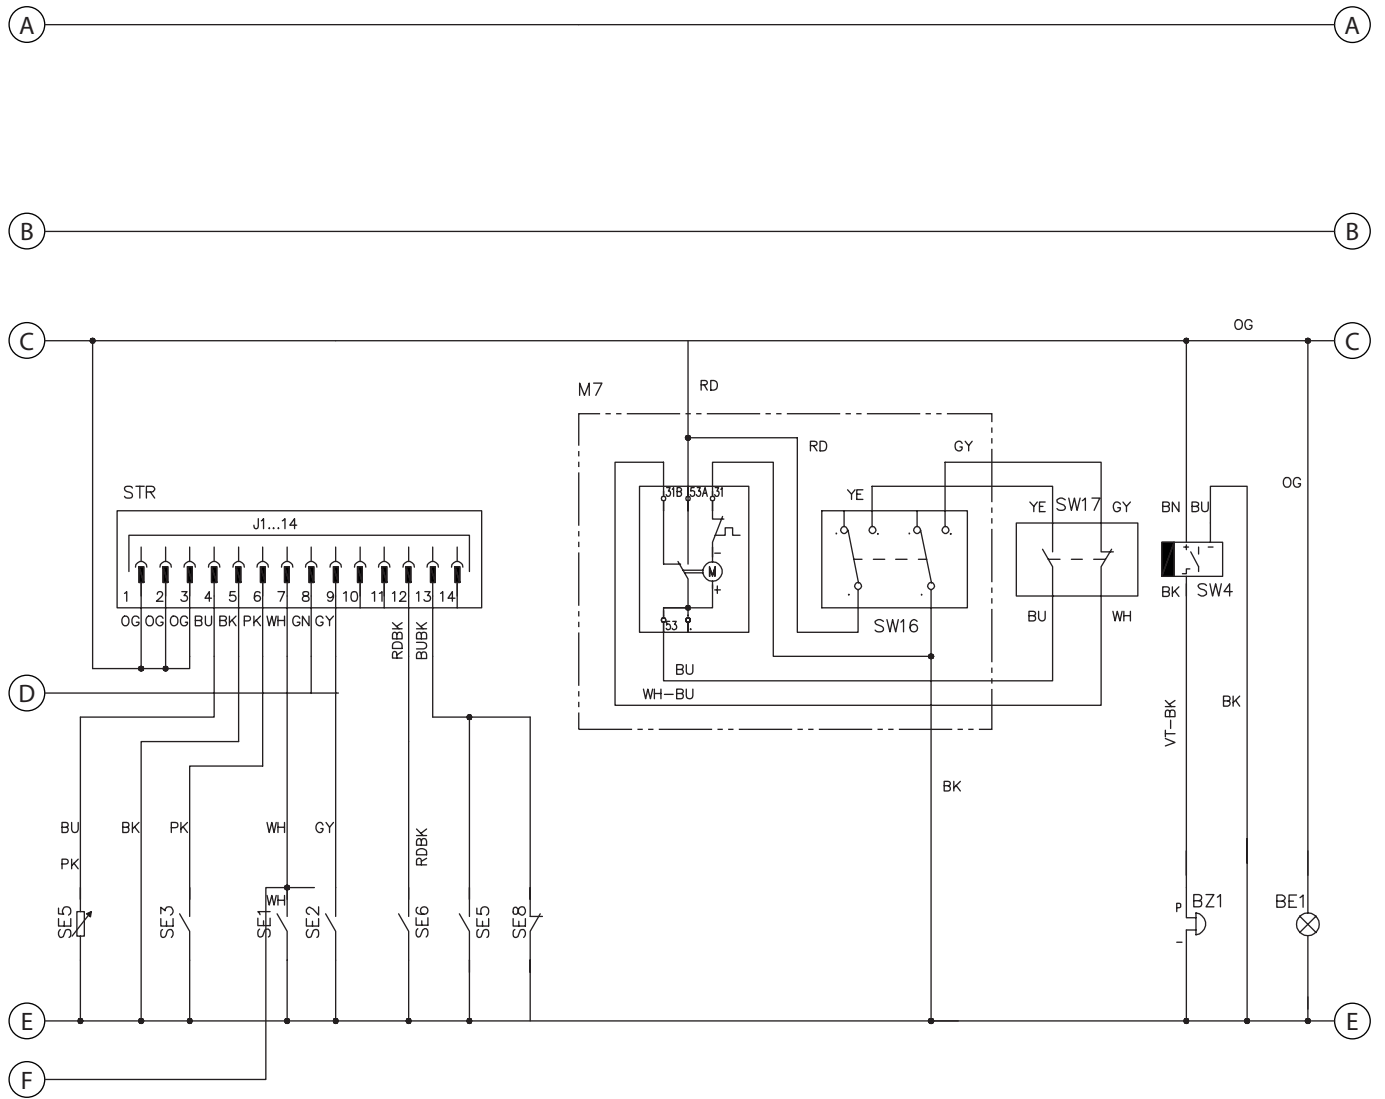 A A
B B
C OG C
M7 RD
RD GY
OG
STR
31B 53A 31 YE YE SW17 GY BN BU
J1...14
- + -
M
1 2 3 4 5 6 7 8 9 10 11 12 13 14 + BK SW4
OG OG OG BU BK PK WH GN GY RDBK BUBK 53 SW16 BU WH
BU
D WH-BU BK
VT-BK
BK
BU BK PK WH GY RDBK
PK
WH
SE5 SE3 SE1 SE2 SE6 SE5 SE8 P BZ1 BE1
-
E E
F